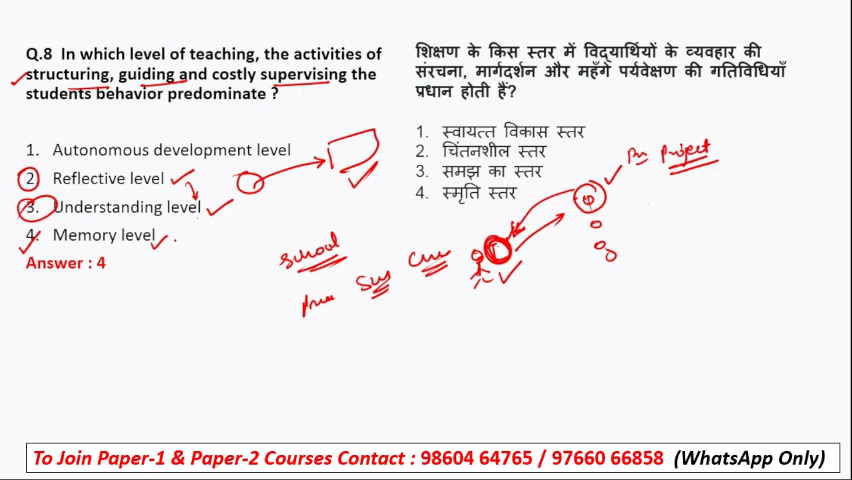 Q.8 In which level of teaching, the activities of
structuring, guiding and costly supervising the
students behavior predominate ?
1. Autonomous development level
2. Reflective level
3. Understanding level
4. Memory level
Answer : 4
शिक्षण के किस स्तर में विद्यार्थियों के व्यवहार की
संरचना, मार्गदर्शन और महँगे पर्यवेक्षण की गतिविधियाँ
प्रधान होती हैं?
1. स्वायत्त विकास स्तर
2. चिंतनशील स्तर
3. समझ का स्तर
4. स्मृति स्तर
Project
School
To Join Paper-1 & Paper-2 Courses Contact : 98604 64765 / 97660 66858 (WhatsApp Only)